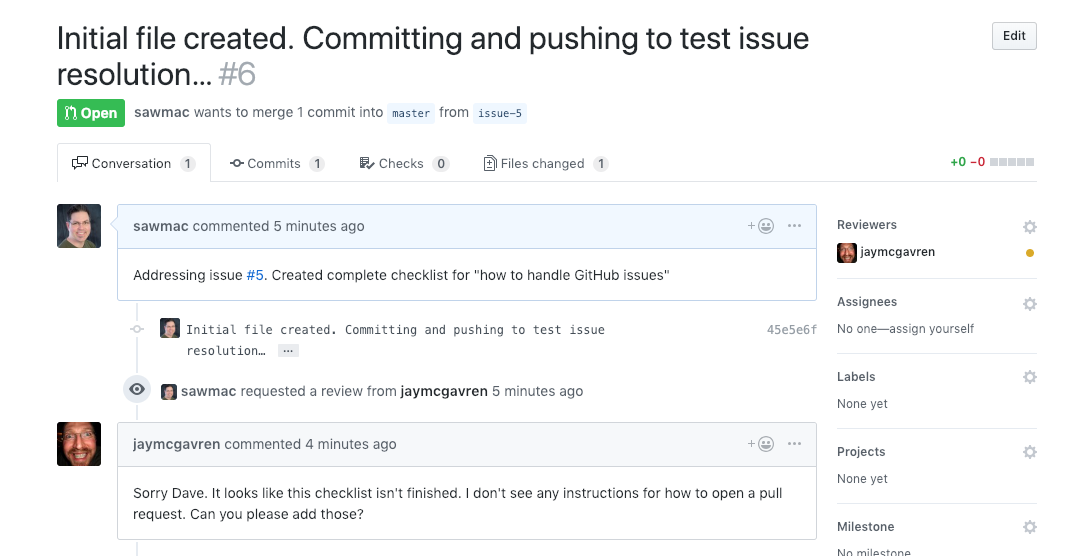 Initial file created. Committing and pushing to test issue
resolution... #6
Edit
Open
sawmac wants to merge 1 commit into master from issue-5
Conversation 1
Commits 1
Checks 0
Files changed 1
+0 −0
sawmac commented 5 minutes ago
Addressing issue #5. Created complete checklist for "how to handle GitHub issues"
Initial file created. Committing and pushing to test issue
resolution… …
45e5e6f
sawmac requested a review from jaymcgavren 5 minutes ago
jaymcgavren commented 4 minutes ago
Sorry Dave. It looks like this checklist isn't finished. I don't see any instructions for how to open a pull
request. Can you please add those?
Reviewers
jaymcgavren
Assignees
No one—assign yourself
Labels
None yet
Projects
None yet
Milestone
No milestone